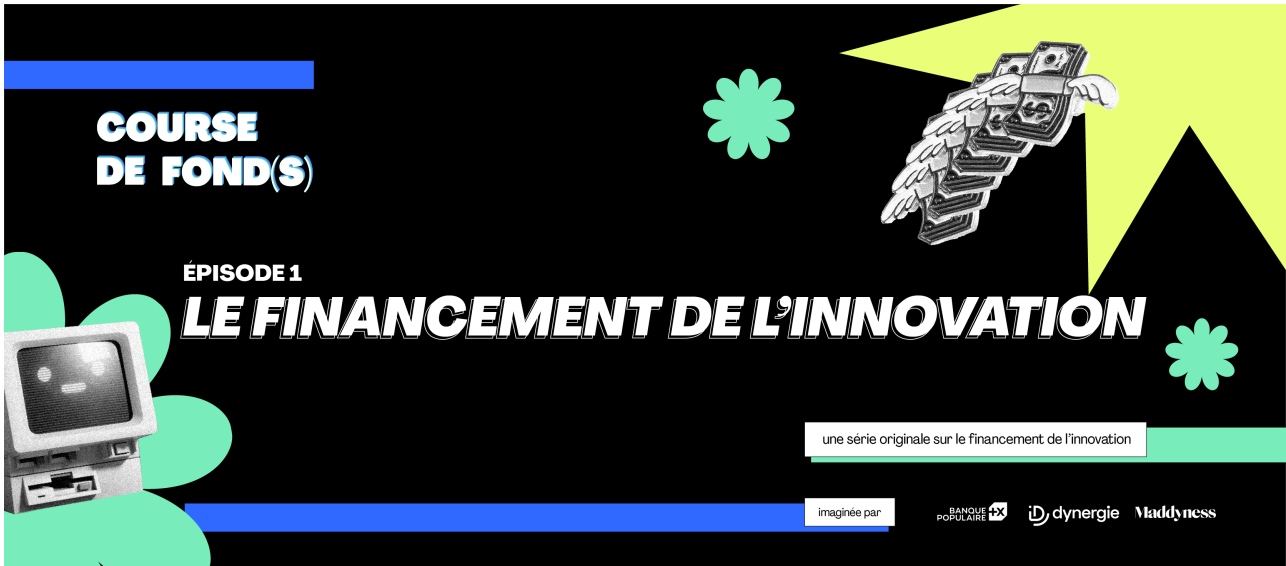 COURSE
DE FOND(S)
ÉPISODE 1
LE FINANCEMENT DE L'INNOVATION
une série originale sur le financement de l'innovation
imaginée par
BANQUE
POPULAIRE +X
dynergie
Maddyness